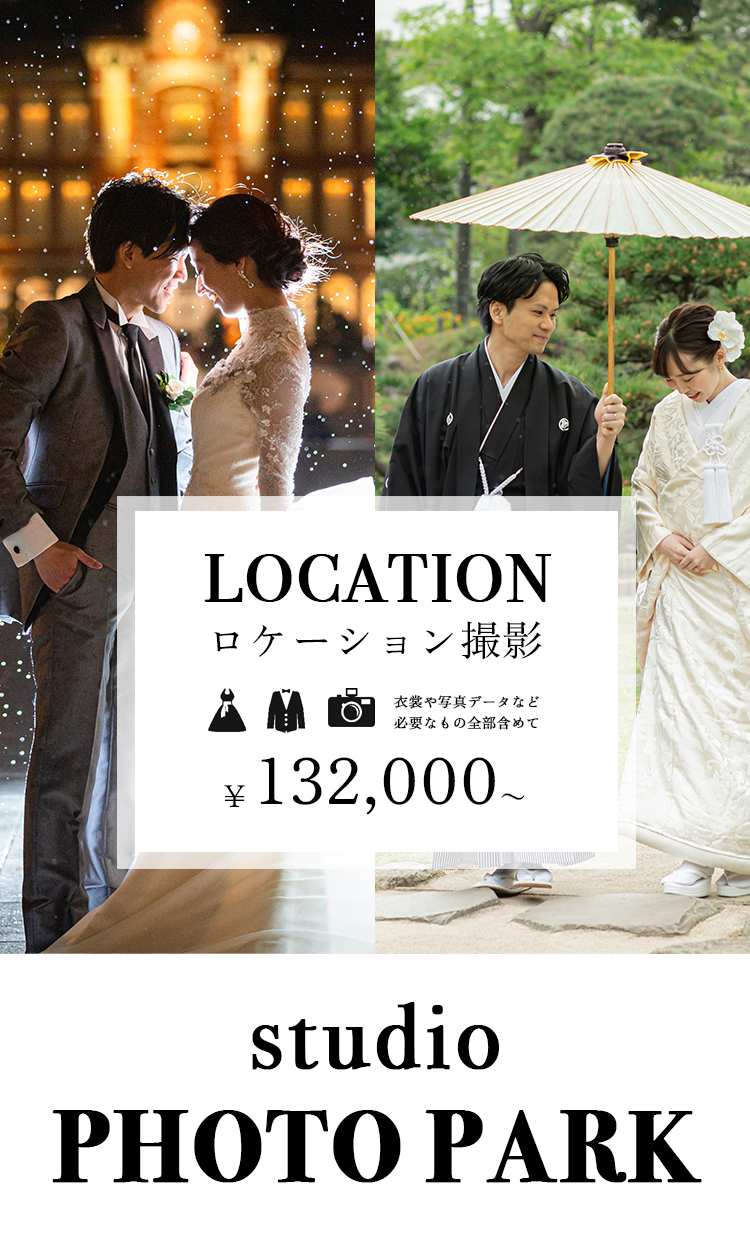 LOCATION
ロケーション撮影
衣裳や写真データなど
必要なもの全部含めて
¥ 132,000～
studio
PHOTO PARK